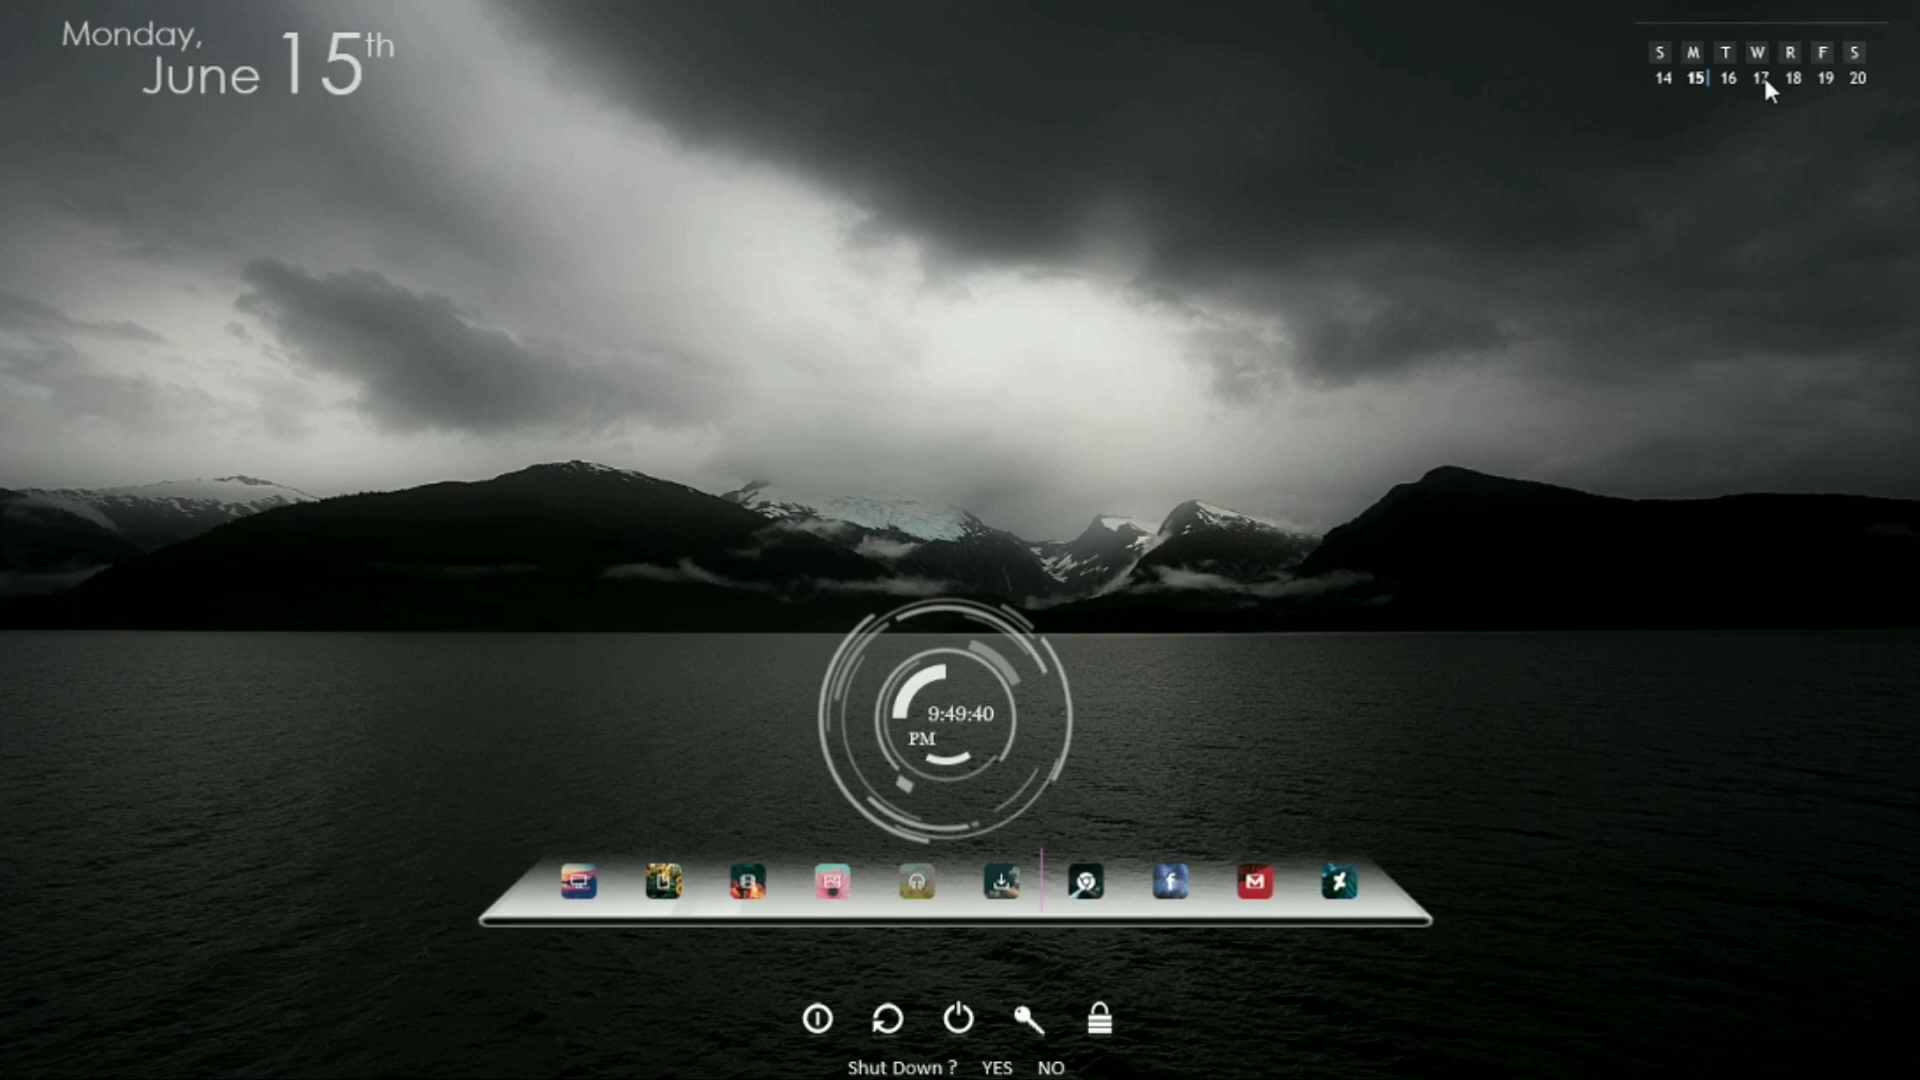 Monday,
June 15th
S M T W R F S
14 15 16 17 18 19 20
9:49:40
PM
Shut Down ? YES NO